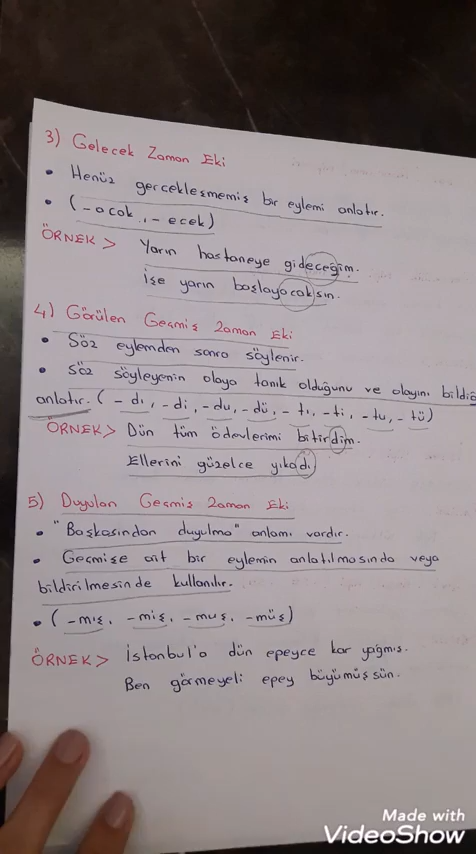 3) Gelecek Zaman Eki
• Henüz gerçekleşmemiş bir eylemi anlatır.
• (-acak, -ecek)
ÖRNEK > Yarın hastaneye gideceğim.
İşe yarın başlayacaksın.
4) Görülen Geçmiş Zaman Eki
• Söz eylemden sonra söylenir.
• Söz söyleyenin olaya tanık olduğunu ve olayını
anlatır. (-dı, -di, -du, -dü, -tı, -ti, -tu, -tü)
ÖRNEK > Dün tüm ödevlerimi bitirdim.
Ellerini güzelce yıkadı
5) Duyulan Geçmiş Zaman Eki
• "Başkasından duyulma" anlamı vardır.
• Geçmişe ait bir eylemin anlatılmasında veya
bildirilmesinde kullanılır.
• (-mış, -miş, -muş, -müş)
ÖRNEK > İstanbul'a dün epeyce kar yağmış.
Ben görmeyeli epey büyümüşsün.
Made with
VideoShow